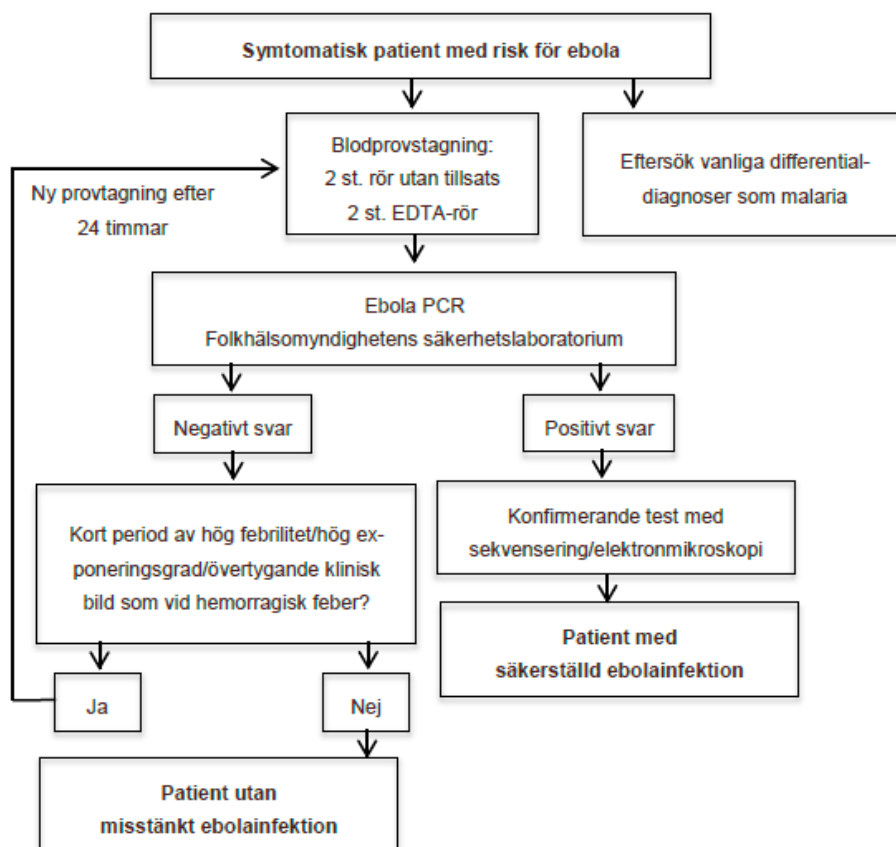 Symtomatisk patient med risk för ebola
Blodprovstagning:
2 st. rör utan tillsats
2 st. EDTA-rör
Eftersök vanliga differential-
diagnoser som malaria
Ny provtagning efter
24 timmar
Ebola PCR
Folkhälsomyndighetens säkerhetslaboratorium
Negativt svar
Positivt svar
Kort period av hög febrilitet/hög ex-
poneringsgrad/övertygande klinisk
bild som vid hemorragisk feber?
Konfirmerande test med
sekvensering/elektronmikroskopi
Patient med
säkerställd ebolainfektion
Ja
Nej
Patient utan
misstänkt ebolainfektion